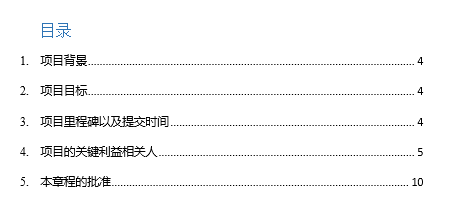 目录
1. 项目背景........................................................................................................ 4
2. 项目目标........................................................................................................ 4
3. 项目里程碑以及提交时间.............................................................................. 4
4. 项目的关键利益相关人................................................................................. 5
5. 本章程的批准............................................................................................... 10